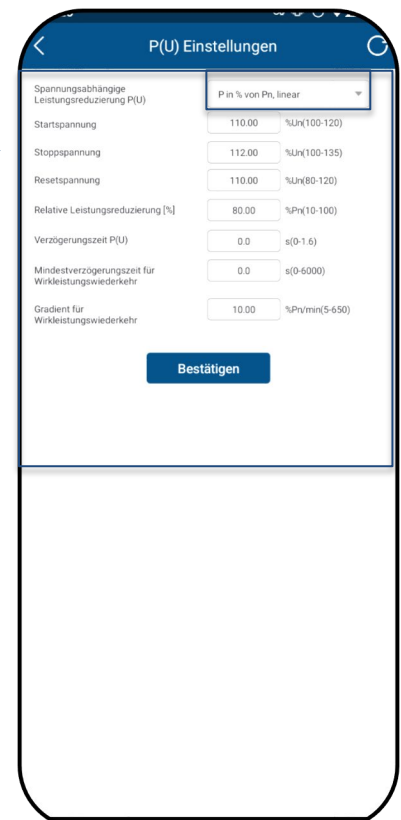 P(U) Einstellungen
Spannungsabhängige
Leistungsreduzierung P(U)
P in % von Pn, linear
Startspannung 110.00 %Un(100-120)
Stoppspannung 112.00 %Un(100-135)
Resetspannung 110.00 %Un(80-120)
Relative Leistungsreduzierung [%] 80.00 %Pn(10-100)
Verzögerungszeit P(U) 0.0 s(0-1.6)
Mindestverzögerungszeit für
Wirkleistungswiederkehr
0.0 s(0-6000)
Gradient für
Wirkleistungswiederkehr
10.00 %Pn/min(5-650)
Bestätigen